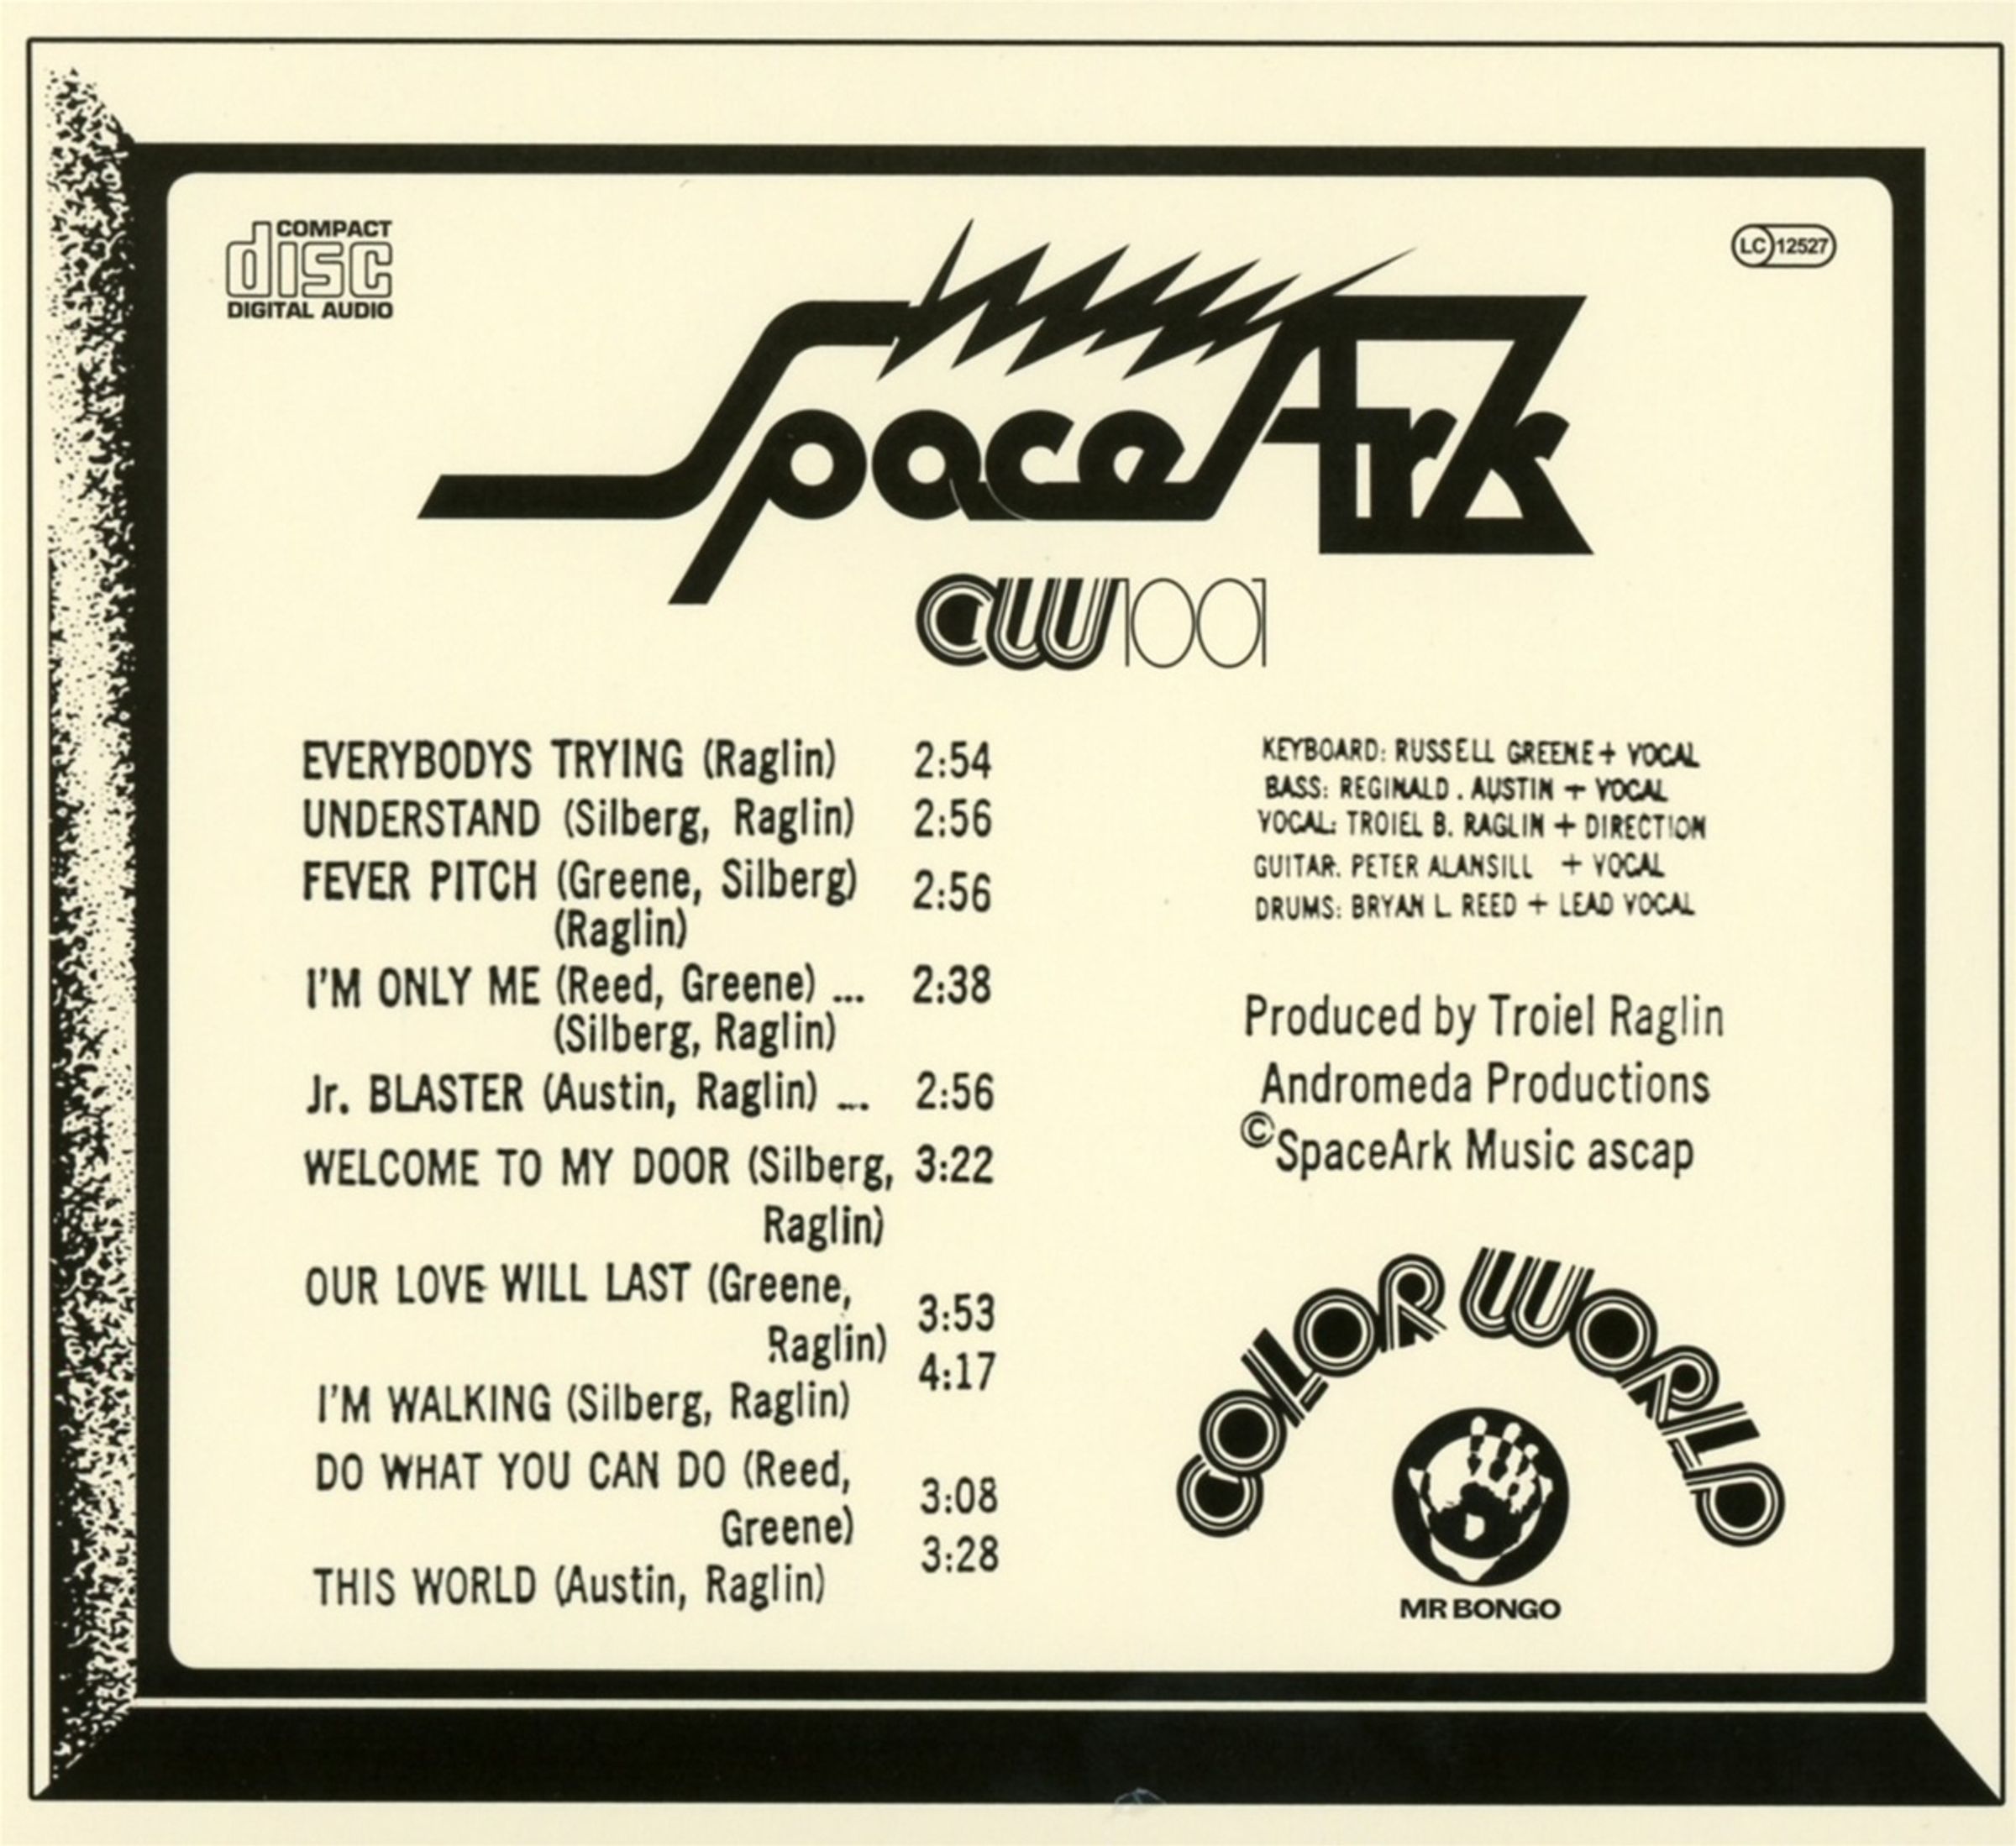 COMPACT
disc
DIGITAL AUDIO
LC 12527
SpaceArk
CW1001
EVERYBODYS TRYING (Raglin) 2:54
UNDERSTAND (Silberg, Raglin) 2:56
FEVER PITCH (Greene, Silberg) 2:56
(Raglin)
I'M ONLY ME (Reed, Greene) ... 2:38
(Silberg, Raglin)
Jr. BLASTER (Austin, Raglin) ... 2:56
WELCOME TO MY DOOR (Silberg, 3:22
Raglin)
OUR LOVE WILL LAST (Greene, 3:53
Raglin)
4:17
I'M WALKING (Silberg, Raglin)
DO WHAT YOU CAN DO (Reed, 3:08
Greene)
3:28
THIS WORLD (Austin, Raglin)
KEYBOARD: RUSSELL GREENE + VOCAL
BASS: REGINALD . AUSTIN + VOCAL
VOCAL: TROIEL B. RAGLIN + DIRECTION
GUITAR. PETER ALANSILL + VOCAL
DRUMS: BRYAN L. REED + LEAD VOCAL
Produced by Troiel Raglin
Andromeda Productions
©SpaceArk Music ascap
COLOR WORLD
MR BONGO